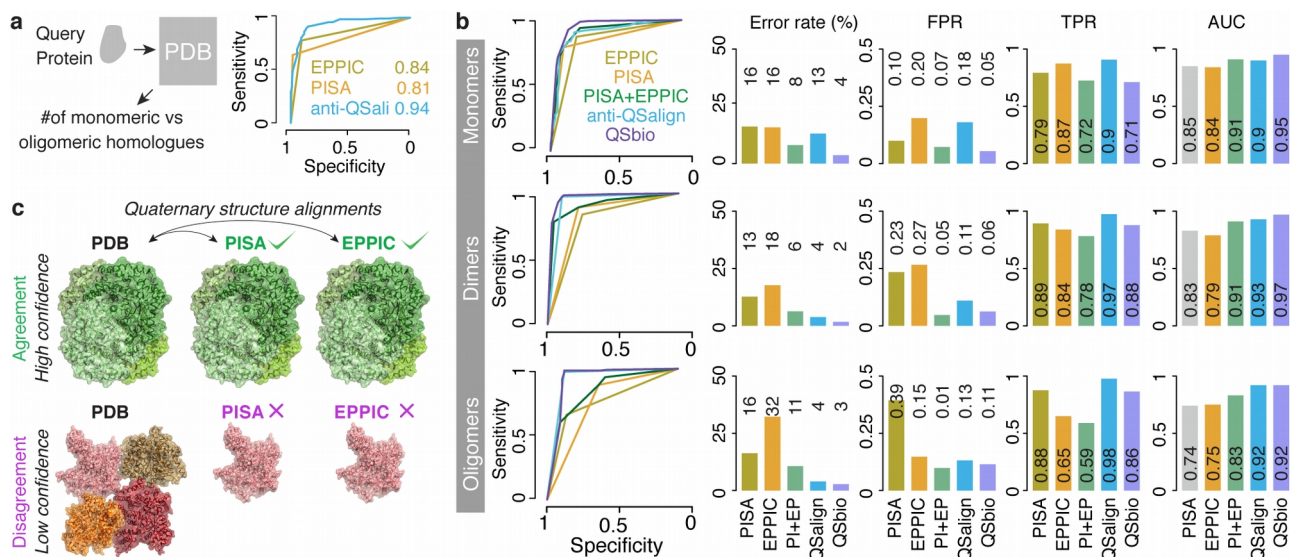 a
Query
Protein
PDB
#of monomeric vs
oligomeric homologues
Sensitivity
1
0.5
0
EPPIC 0.84
PISA 0.81
anti-QSali 0.94
1 0.5 0
Specificity
b
Error rate (%) FPR TPR AUC
Monomers
Sensitivity
1
0.5
0
EPPIC
PISA
PISA+EPPIC
anti-QSalign
QSbio
1 0.5 0
50
25
0
16 16 8 13 4
0.5
0.25
0
0.10 0.20 0.07 0.18 0.05
1
0.5
0
0.79 0.87 0.72 0.9 0.71
1
0.5
0
0.85 0.84 0.91 0.9 0.95
Dimers
Sensitivity
1
0.5
0
1 0.5 0
50
25
0
13 18 6 4 2
0.5
0.25
0
0.23 0.27 0.05 0.11 0.06
1
0.5
0
0.89 0.84 0.78 0.97 0.88
1
0.5
0
0.83 0.79 0.91 0.93 0.97
Oligomers
Sensitivity
1
0.5
0
1 0.5 0
Specificity
50
25
0
16 32 11 4 3
PISA EPPIC PI+EP QSalign QSbio
0.5
0.25
0
0.39 0.15 0.01 0.13 0.11
PISA EPPIC PI+EP QSalign QSbio
1
0.5
0
0.88 0.65 0.59 0.98 0.86
PISA EPPIC PI+EP QSalign QSbio
1
0.5
0
0.74 0.75 0.83 0.92 0.92
PISA EPPIC PI+EP QSalign QSbio
c
Quaternary structure alignments
PDB PISA EPPIC
Agreement
High confidence
PDB PISA EPPIC
Disagreement
Low confidence